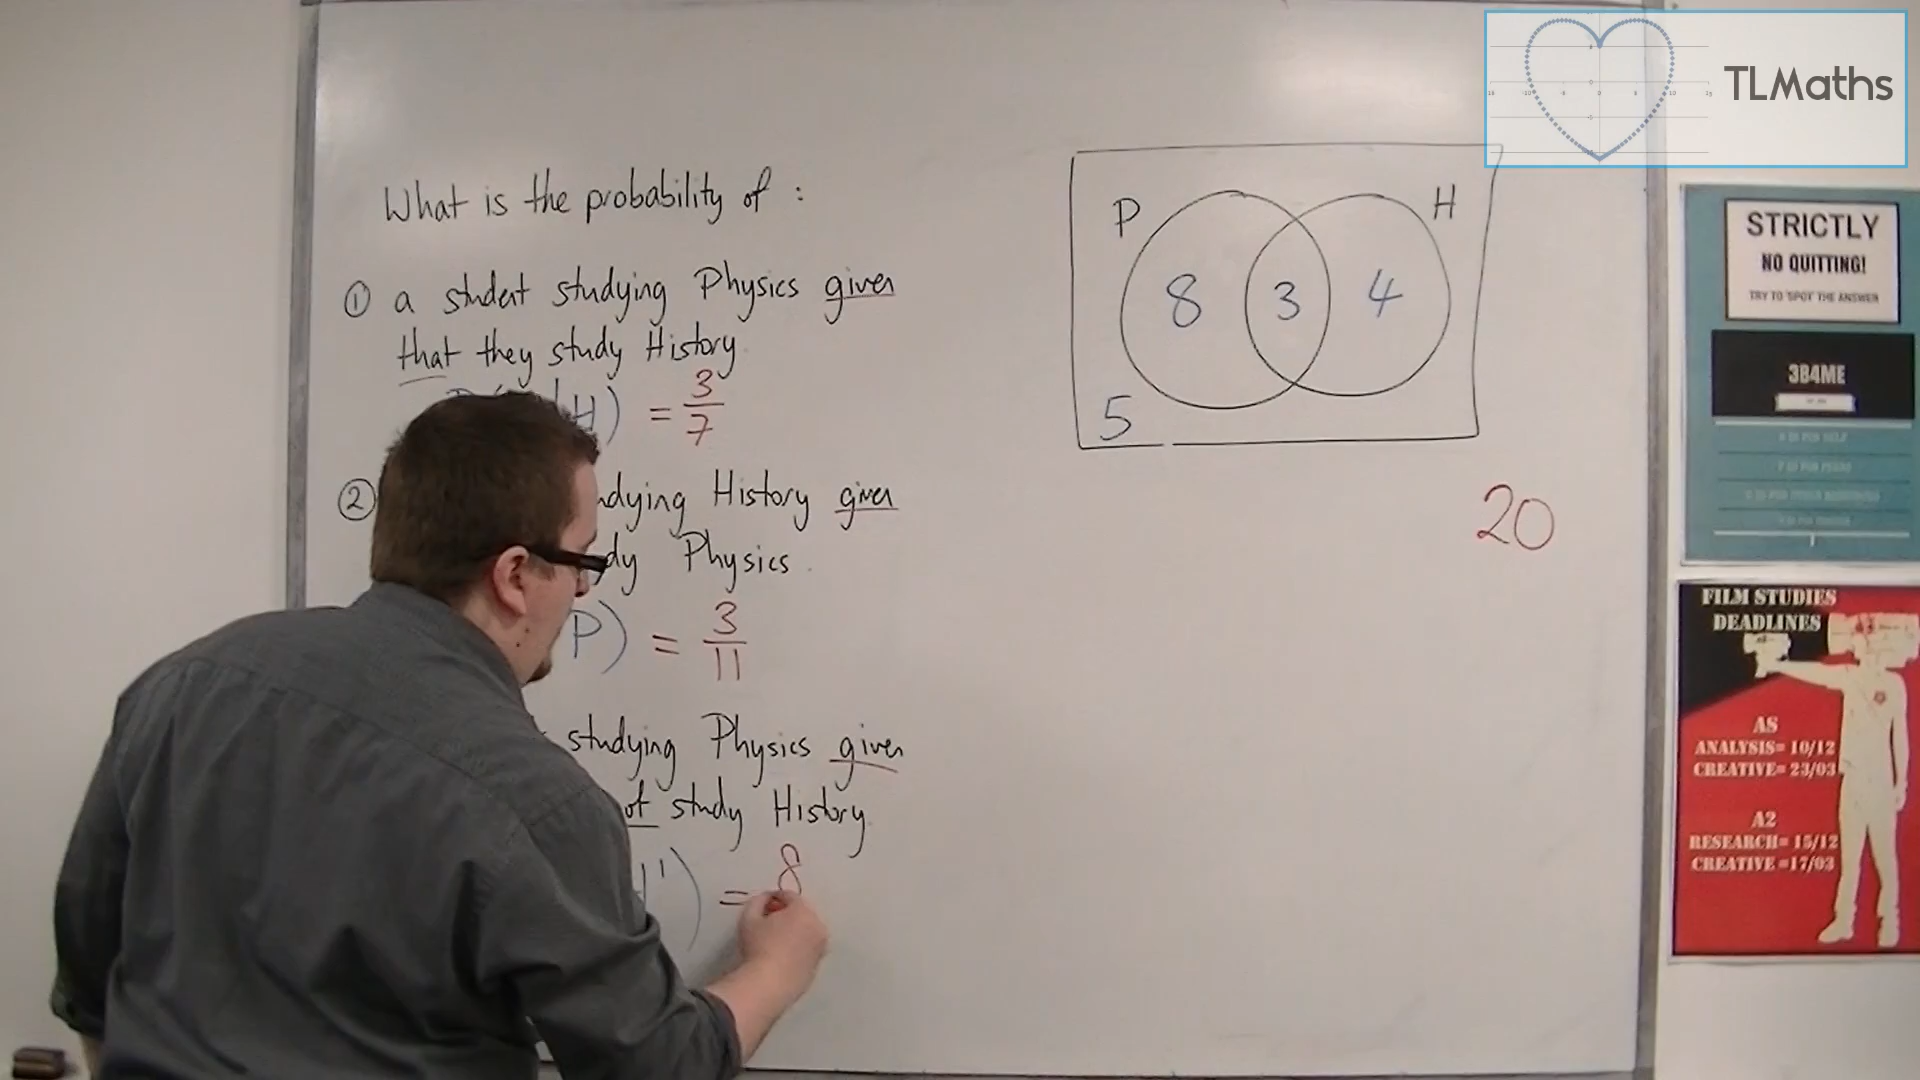 TLMaths
What is the probability of :
① a student studying Physics given
that they study History
H) = 3/7
②
dying History given
dy Physics.
P) = 3/11
studying Physics given
ot study History.
H') = 8
P
H
8
3
4
5
20
STRICTLY
NO QUITTING!
TRY TO SPOT THE ANSWER
3B4ME
FILM STUDIES
DEADLINES
AS
ANALYSIS= 10/12
CREATIVE= 23/03
A2
RESEARCH= 15/12
CREATIVE =17/03